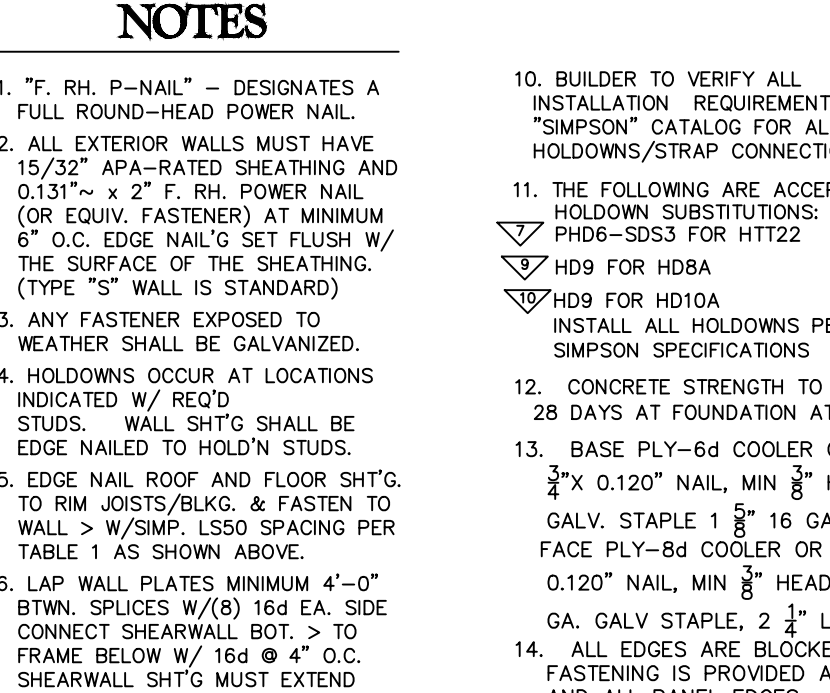 NOTES
1. "F. RH. P-NAIL" - DESIGNATES A
FULL ROUND-HEAD POWER NAIL.
2. ALL EXTERIOR WALLS MUST HAVE
15/32" APA-RATED SHEATHING AND
0.131"~ x 2" F. RH. POWER NAIL
(OR EQUIV. FASTENER) AT MINIMUM
6" O.C. EDGE NAIL'G SET FLUSH W/
THE SURFACE OF THE SHEATHING.
(TYPE "S" WALL IS STANDARD)
3. ANY FASTENER EXPOSED TO
WEATHER SHALL BE GALVANIZED.
4. HOLDOWNS OCCUR AT LOCATIONS
INDICATED W/ REQ'D
STUDS. WALL SHT'G SHALL BE
EDGE NAILED TO HOLD'N STUDS.
5. EDGE NAIL ROOF AND FLOOR SHT'G.
TO RIM JOISTS/BLKG. & FASTEN TO
WALL > W/SIMP. LS50 SPACING PER
TABLE 1 AS SHOWN ABOVE.
6. LAP WALL PLATES MINIMUM 4'-0"
BTWN. SPLICES W/(8) 16d EA. SIDE
CONNECT SHEARWALL BOT. > TO
FRAME BELOW W/ 16d @ 4" O.C.
SHEARWALL SHT'G MUST EXTEND
10. BUILDER TO VERIFY ALL
INSTALLATION REQUIREMENT
"SIMPSON" CATALOG FOR AL
HOLDOWNS/STRAP CONNECTI
11. THE FOLLOWING ARE ACCEP
HOLDOWN SUBSTITUTIONS:
7 PHD6-SDS3 FOR HTT22
9 HD9 FOR HD8A
10 HD9 FOR HD10A
INSTALL ALL HOLDOWNS PE
SIMPSON SPECIFICATIONS
12. CONCRETE STRENGTH TO
28 DAYS AT FOUNDATION AT
13. BASE PLY-6d COOLER
3/4"X 0.120" NAIL, MIN 3/8" H
GALV. STAPLE 1 5/8" 16 GA
FACE PLY-8d COOLER OR
0.120" NAIL, MIN 3/8" HEAD
GA. GALV STAPLE, 2 1/4" L
14. ALL EDGES ARE BLOCKE
FASTENING IS PROVIDED A
AND ALL PANEL EDGES